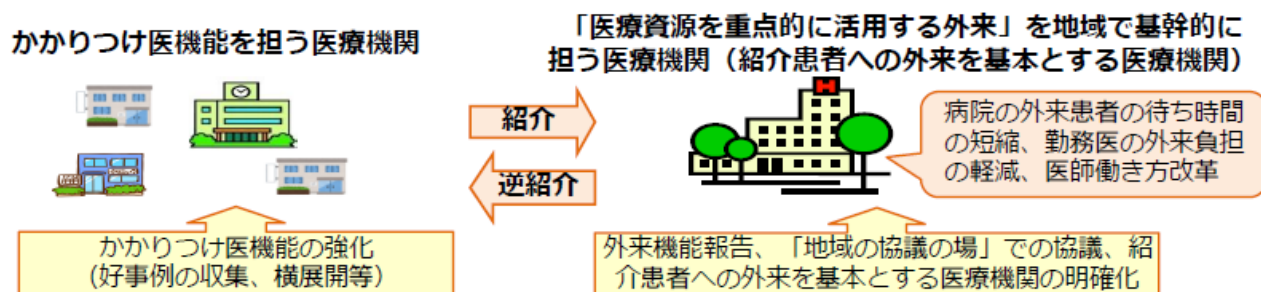 かかりつけ医機能を担う医療機関
「医療資源を重点的に活用する外来」を地域で基幹的に
担う医療機関（紹介患者への外来を基本とする医療機関）
紹介
逆紹介
H
病院の外来患者の待ち時間
の短縮、勤務医の外来負担
の軽減、医師働き方改革
かかりつけ医機能の強化
（好事例の収集、横展開等）
外来機能報告、「地域の協議の場」での協議、紹
介患者への外来を基本とする医療機関の明確化